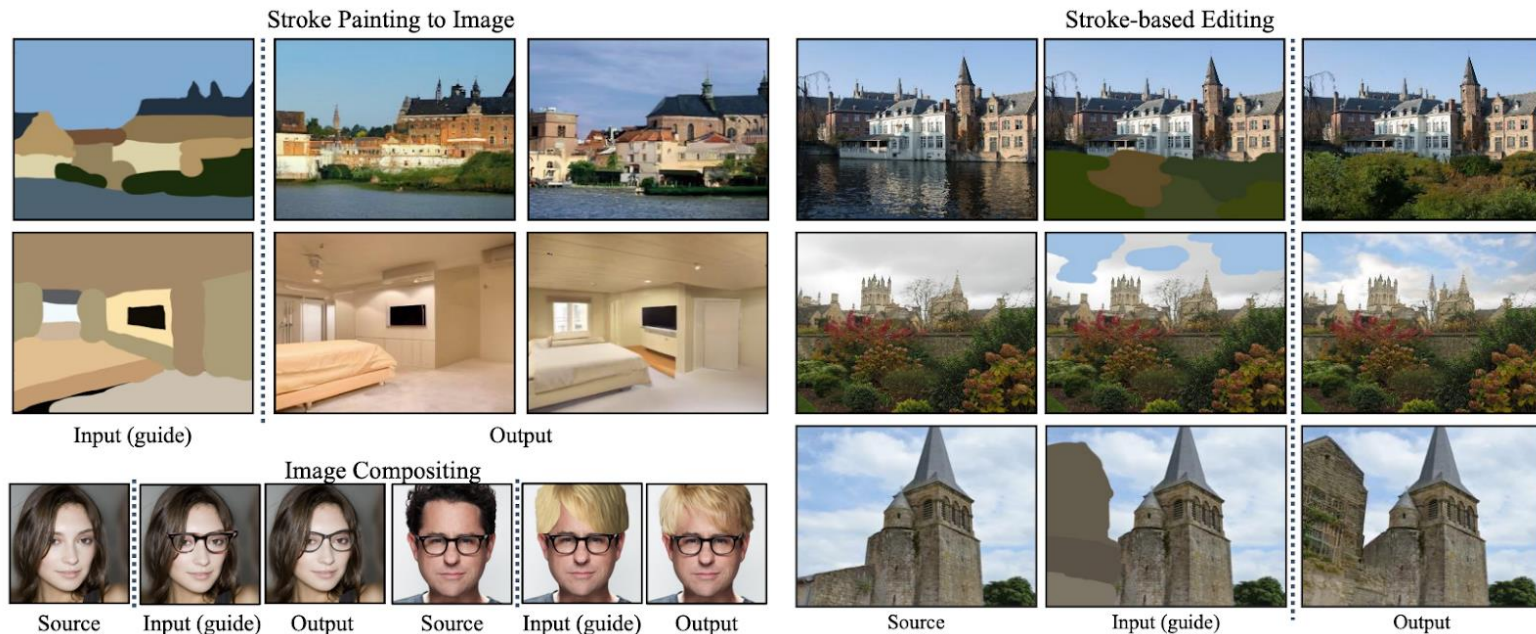 Stroke Painting to Image
Input (guide) Output
Image Compositing
Source Input (guide) Output Source Input (guide) Output
Stroke-based Editing
Source Input (guide) Output